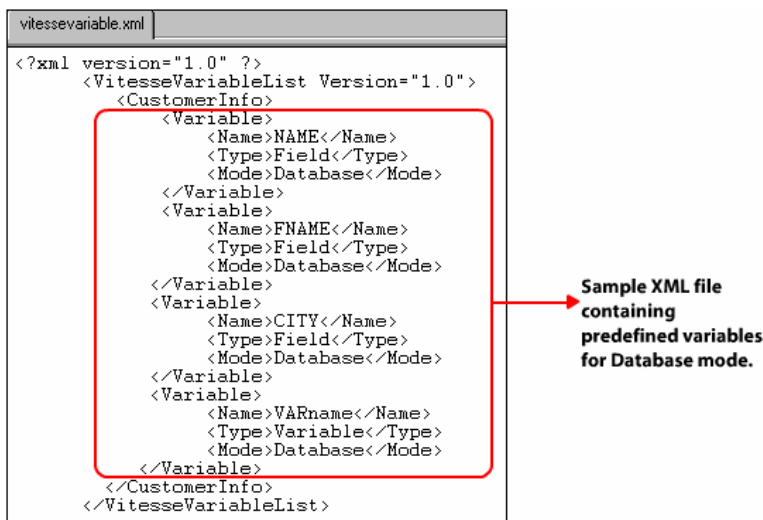 vitessevariable.xml
<?xml version="1.0" ?>
<VitesseVariableList Version="1.0">
<CustomerInfo>
<Variable>
<Name>NAME</Name>
<Type>Field</Type>
<Mode>Database</Mode>
</Variable>
<Variable>
<Name>FNAME</Name>
<Type>Field</Type>
<Mode>Database</Mode>
</Variable>
<Variable>
<Name>CITY</Name>
<Type>Field</Type>
<Mode>Database</Mode>
</Variable>
<Variable>
<Name>VARname</Name>
<Type>Variable</Type>
<Mode>Database</Mode>
</Variable>
</CustomerInfo>
</VitesseVariableList>
Sample XML file
containing
predefined variables
for Database mode.